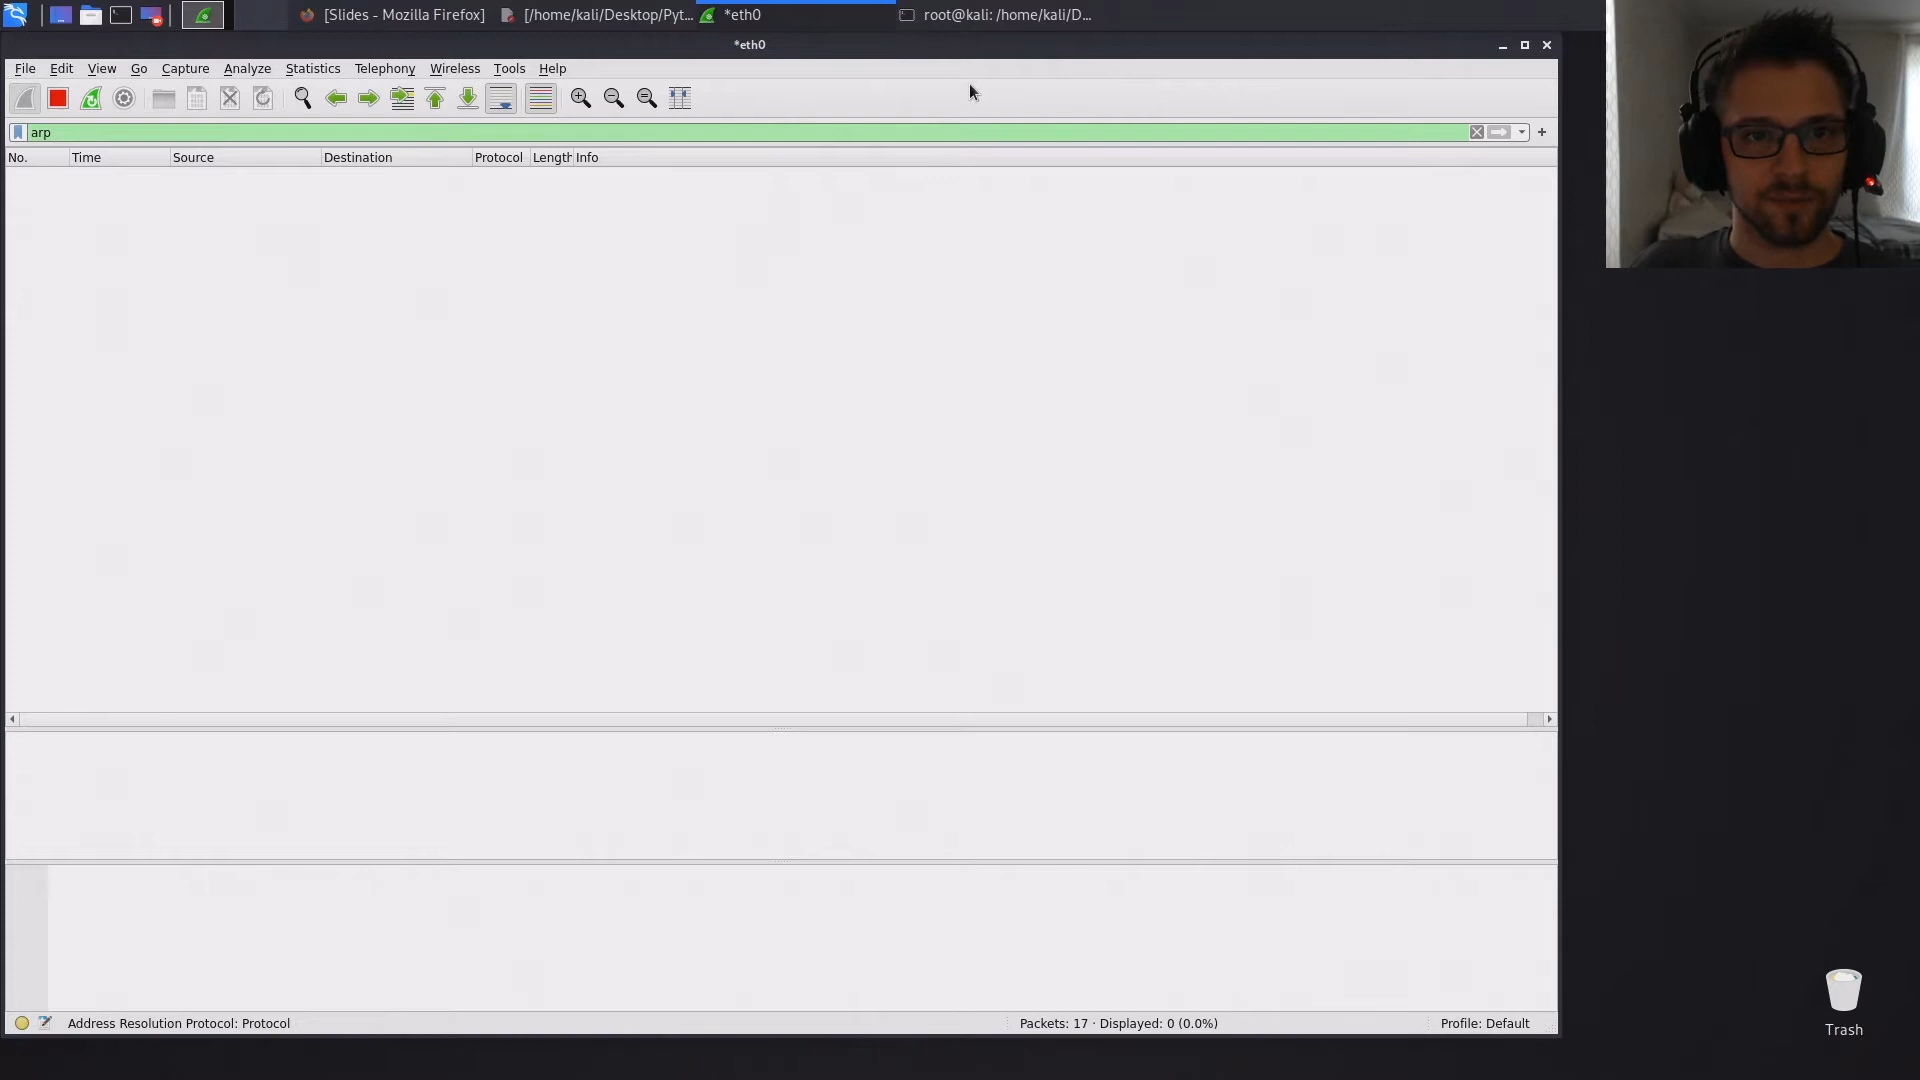 [Slides - Mozilla Firefox]
[/home/kali/Desktop/Pyt...
*eth0
root@kali: /home/kali/D...
*eth0
File Edit View Go Capture Analyze Statistics Telephony Wireless Tools Help
arp
No. Time Source Destination Protocol Length Info
Address Resolution Protocol: Protocol
Packets: 17 · Displayed: 0 (0.0%)
Profile: Default
Trash